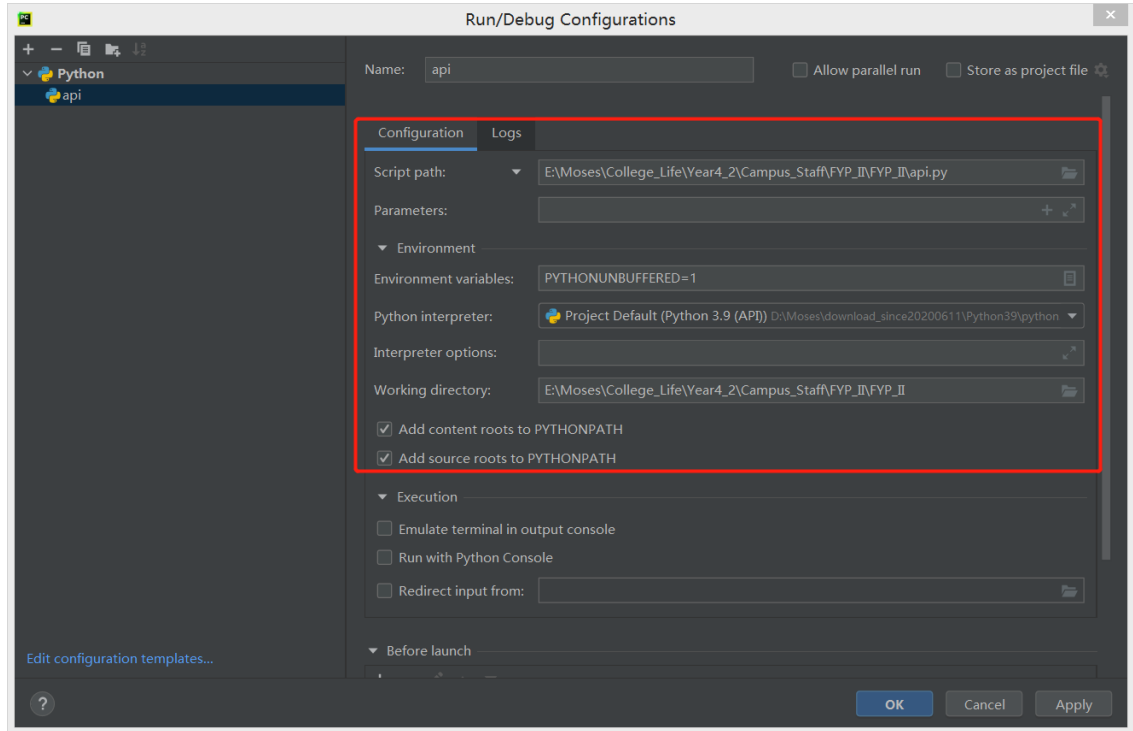 Run/Debug Configurations
Python
api
Name: api Allow parallel run Store as project file
Configuration Logs
Script path: E:\Moses\College_Life\Year4_2\Campus_Staff\FYP_II\FYP_II\api.py
Parameters:
Environment
Environment variables: PYTHONUNBUFFERED=1
Python interpreter: Project Default (Python 3.9 (API)) D:\Moses\download_since20200611\Python39\python
Interpreter options:
Working directory: E:\Moses\College_Life\Year4_2\Campus_Staff\FYP_II\FYP_II
Add content roots to PYTHONPATH
Add source roots to PYTHONPATH
Execution
Emulate terminal in output console
Run with Python Console
Redirect input from:
Before launch
Edit configuration templates...
? OK Cancel Apply